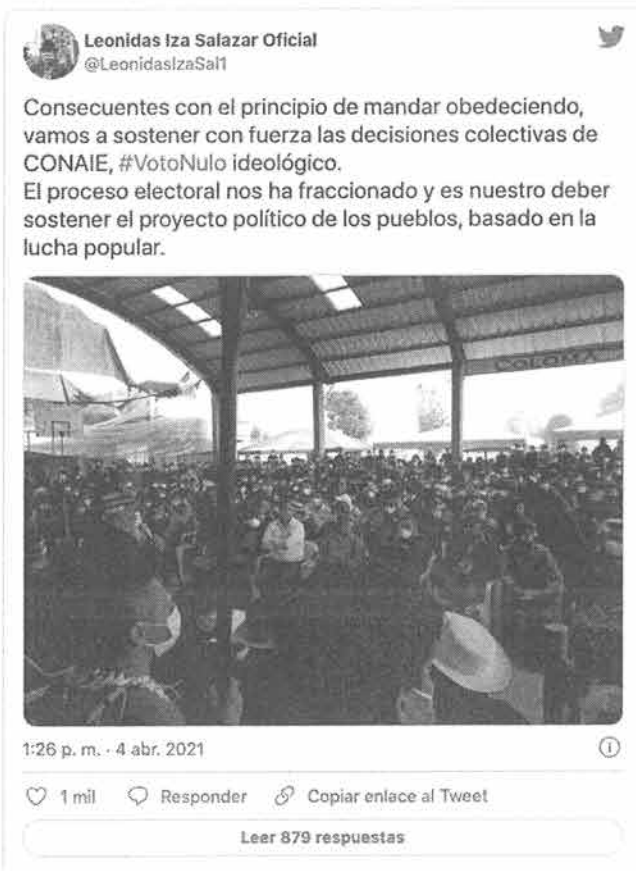 Leonidas Iza Salazar Oficial
@LeonidasIzaSal1
Consecuentes con el principio de mandar obedeciendo,
vamos a sostener con fuerza las decisiones colectivas de
CONAIE, #VotoNulo ideológico.
El proceso electoral nos ha fraccionado y es nuestro deber
sostener el proyecto político de los pueblos, basado en la
lucha popular.
1:26 p. m. · 4 abr. 2021
1 mil Responder Copiar enlace al Tweet
Leer 879 respuestas